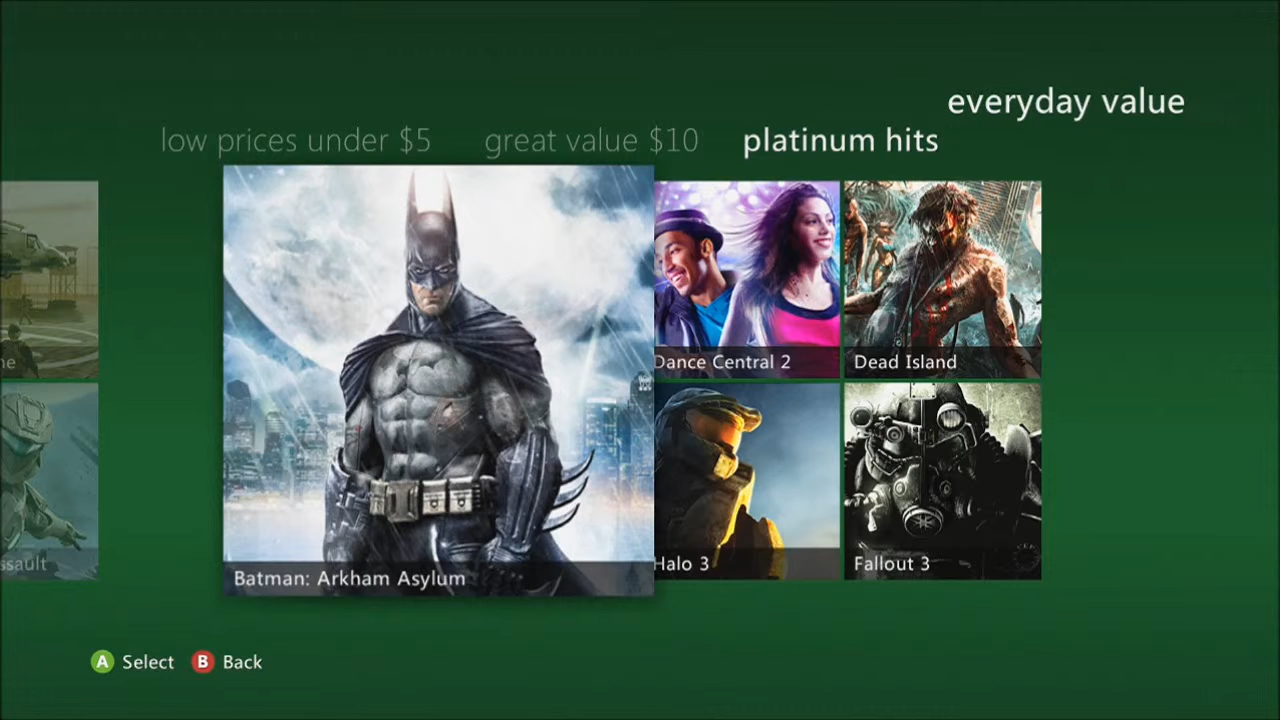 everyday value
low prices under $5
great value $10
platinum hits
Dance Central 2
Dead Island
Halo 3
Fallout 3
Batman: Arkham Asylum
A Select
B Back